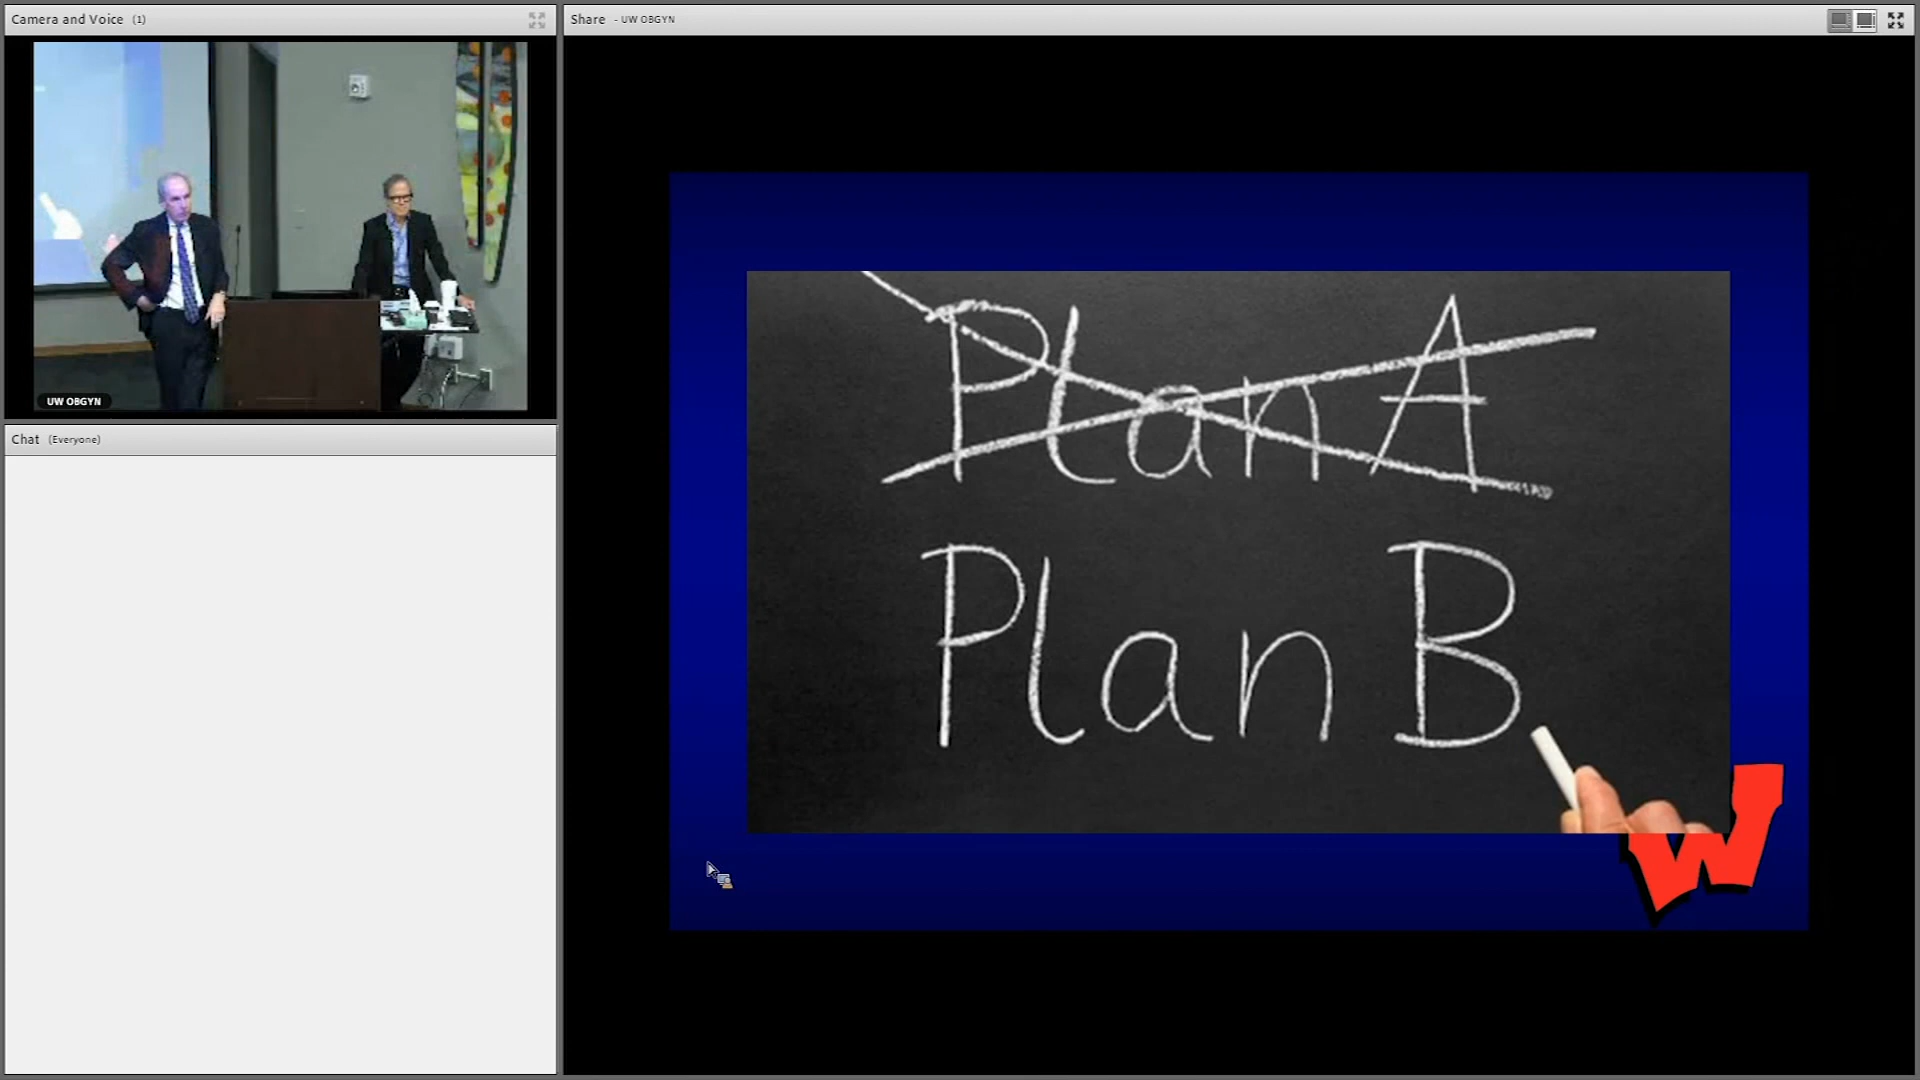 Camera and Voice (1)
Share - UW OBGYN
UW OBGYN
Chat (Everyone)
Plan A
Plan B
W